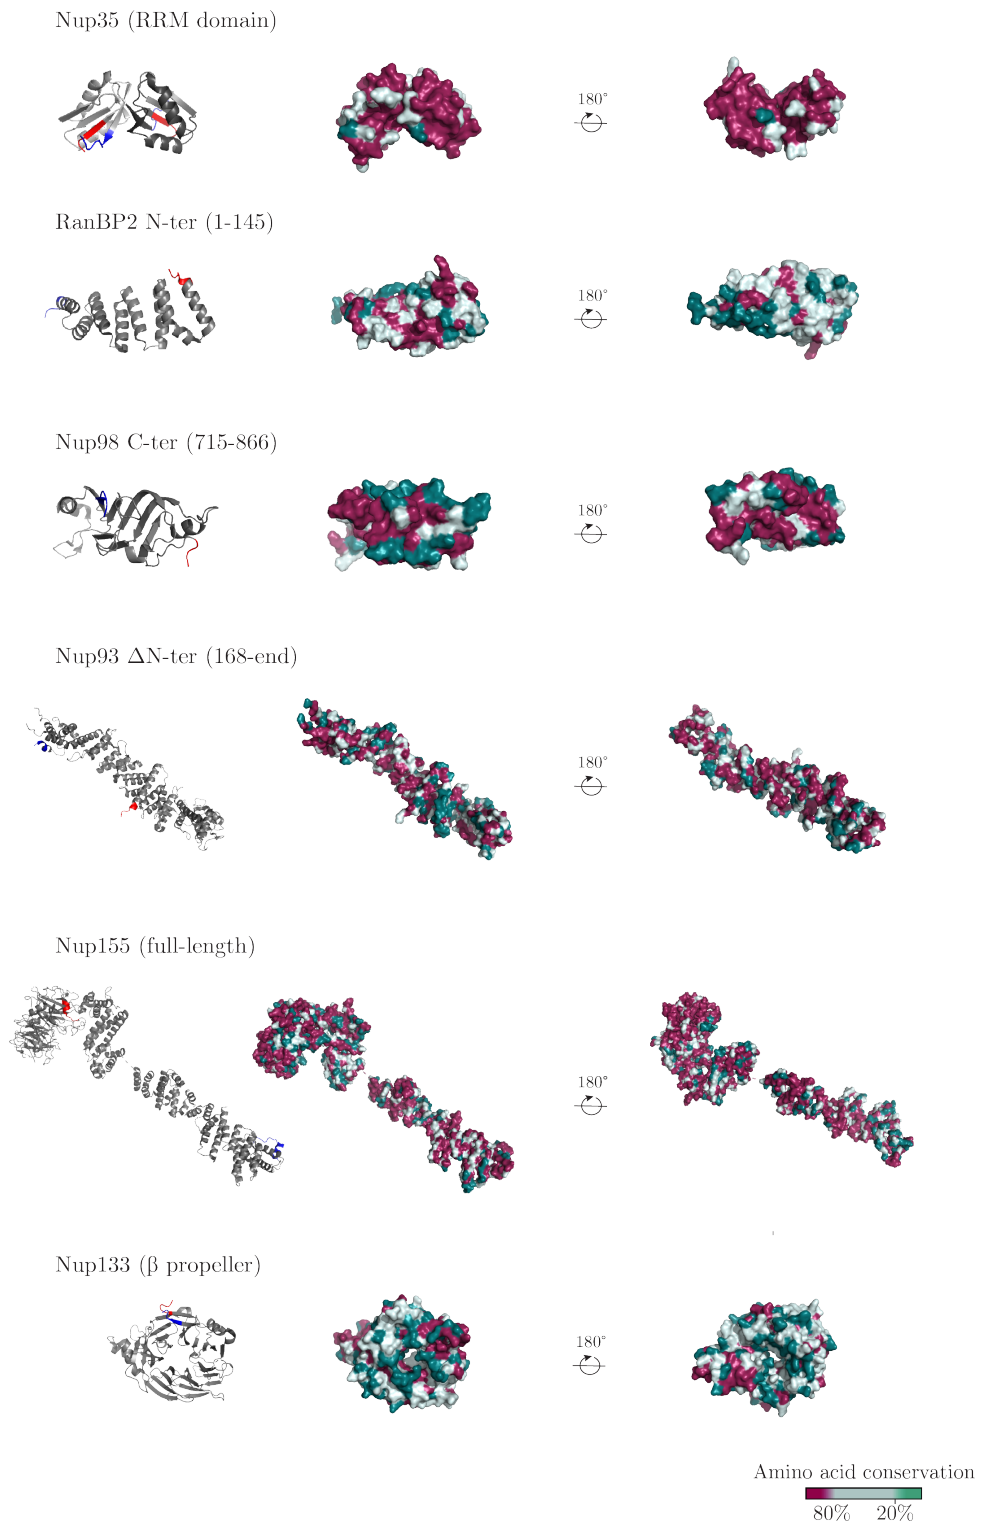 Nup35 (RRM domain)
180°
RanBP2 N-ter (1-145)
180°
Nup98 C-ter (715-866)
180°
Nup93 ΔN-ter (168-end)
180°
Nup155 (full-length)
180°
Nup133 (β propeller)
180°
Amino acid conservation
80% 20%